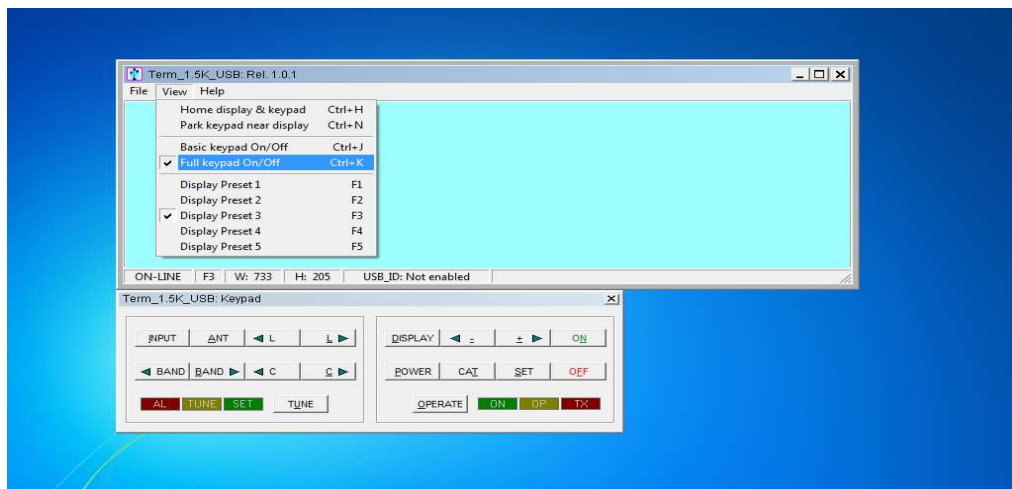 Term_1.5K_USB: Rel. 1.0.1
File View Help
Home display & keypad Ctrl+H
Park keypad near display Ctrl+N
Basic keypad On/Off Ctrl+J
Full keypad On/Off Ctrl+K
Display Preset 1 F1
Display Preset 2 F2
Display Preset 3 F3
Display Preset 4 F4
Display Preset 5 F5
ON-LINE F3 W: 733 H: 205 USB_ID: Not enabled
Term_1.5K_USB: Keypad
INPUT ANT ◄ L L ► DISPLAY ◄ - + ► ON
◄ BAND BAND ► ◄ C C ► POWER CAT SET OFF
AL TUNE SET TUNE OPERATE ON OP TX